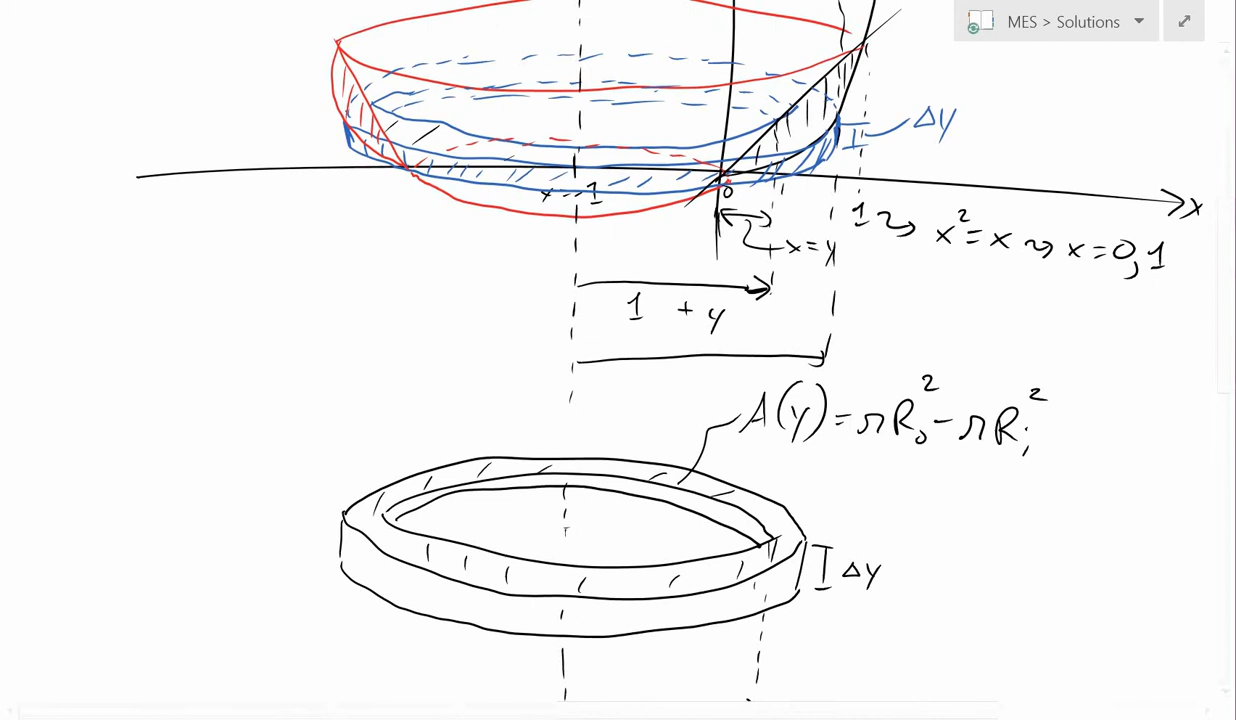 MES > Solutions
Δy
x = -1
0
x
1 ⤳ x² = x ⤳ x = 0, 1
x = y
1 + y
A(y) = πR₀² - πRᵢ²
Δy